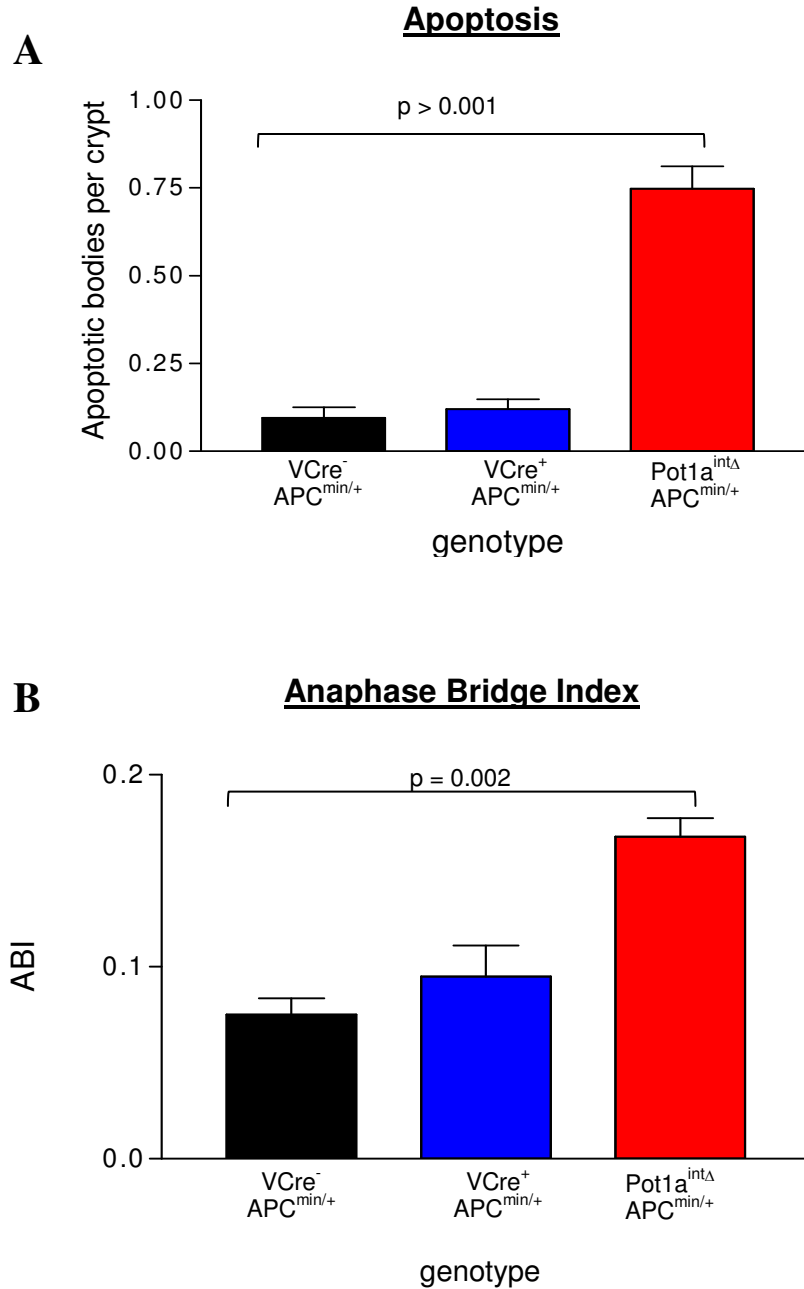 A
Apoptosis
Apoptotic bodies per crypt
1.00
0.75
0.50
0.25
0.00
p > 0.001
VCre⁻ VCre⁺ Pot1a^intΔ
APC^min/+ APC^min/+ APC^min/+
genotype
B
Anaphase Bridge Index
ABI
0.2
0.1
0.0
p = 0.002
VCre⁻ VCre⁺ Pot1a^intΔ
APC^min/+ APC^min/+ APC^min/+
genotype